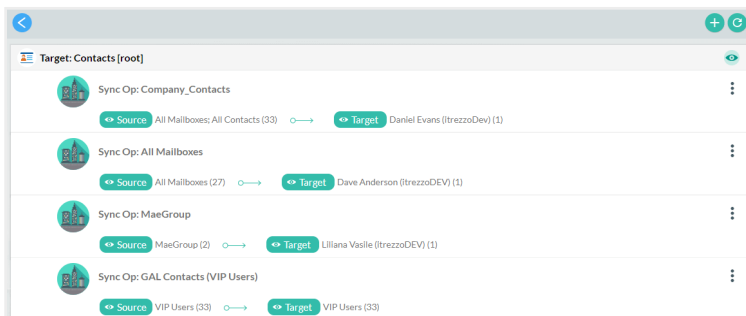 Target: Contacts [root]
Sync Op: Company_Contacts
Source All Mailboxes; All Contacts (33) Target Daniel Evans (itrezzoDev) (1)
Sync Op: All Mailboxes
Source All Mailboxes (27) Target Dave Anderson (itrezzoDEV) (1)
Sync Op: MaeGroup
Source MaeGroup (2) Target Liliana Vasile (itrezzoDEV) (1)
Sync Op: GAL Contacts (VIP Users)
Source VIP Users (33) Target VIP Users (33)